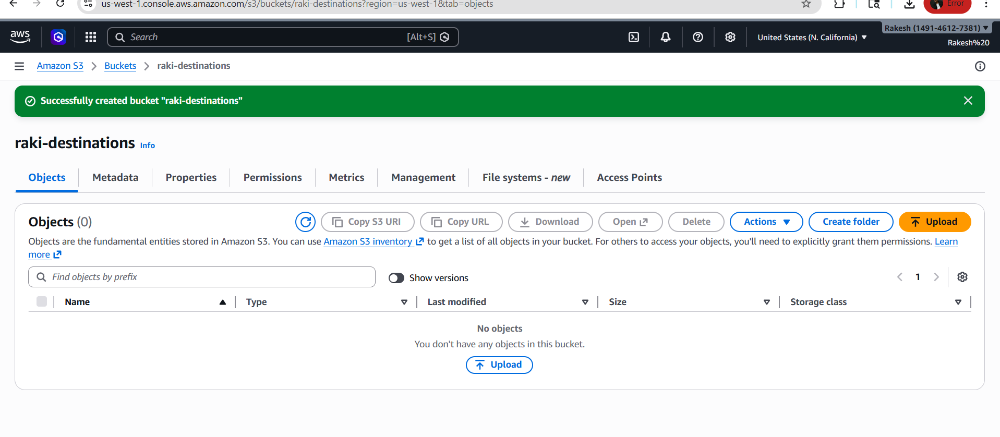 us-west-1.console.aws.amazon.com/s3/buckets/raki-destinations?region=us-west-1&tab=objects
Error
aws
Search
[Alt+S]
United States (N. California)
Rakesh (1491-4612-7381)
Rakesh%20
Amazon S3
Buckets
raki-destinations
Successfully created bucket "raki-destinations"
raki-destinations Info
Objects
Metadata
Properties
Permissions
Metrics
Management
File systems - new
Access Points
Objects (0)
Copy S3 URI
Copy URL
Download
Open
Delete
Actions
Create folder
Upload
Objects are the fundamental entities stored in Amazon S3. You can use Amazon S3 inventory to get a list of all objects in your bucket. For others to access your objects, you'll need to explicitly grant them permissions. Learn
more
Find objects by prefix
Show versions
1
Name
Type
Last modified
Size
Storage class
No objects
You don't have any objects in this bucket.
Upload